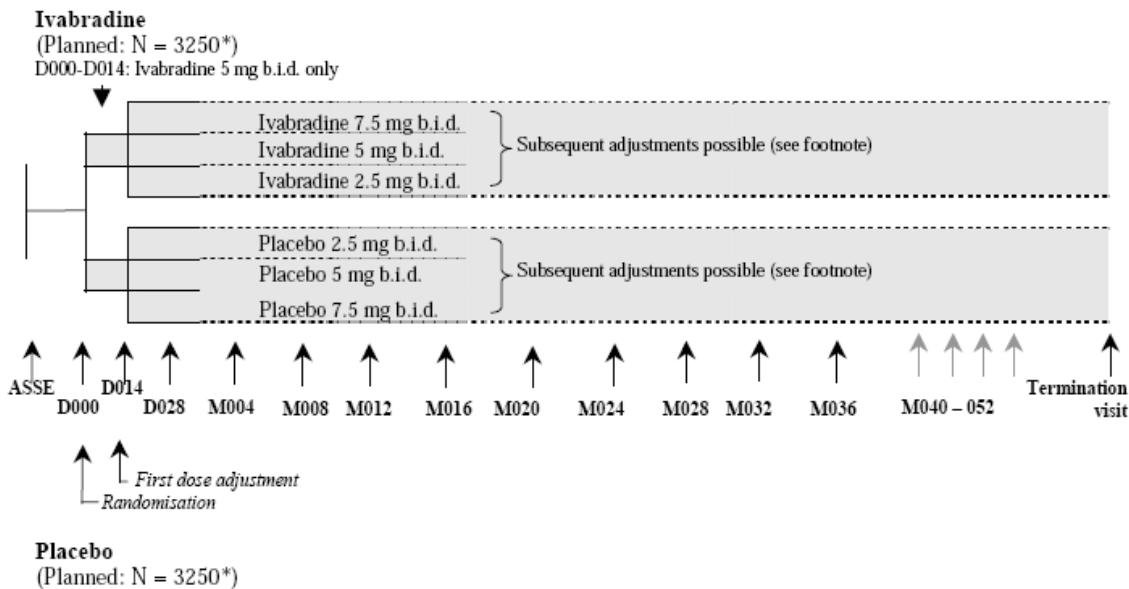 Ivabradine
(Planned: N = 3250*)
D000-D014: Ivabradine 5 mg b.i.d. only
Ivabradine 7.5 mg b.i.d.
Ivabradine 5 mg b.i.d.
Ivabradine 2.5 mg b.i.d.
Subsequent adjustments possible (see footnote)
Placebo 2.5 mg b.i.d.
Placebo 5 mg b.i.d.
Placebo 7.5 mg b.i.d.
Subsequent adjustments possible (see footnote)
ASSE
D000
D014
D028
M004
M008
M012
M016
M020
M024
M028
M032
M036
M040 – 052
Termination
visit
First dose adjustment
Randomisation
Placebo
(Planned: N = 3250*)